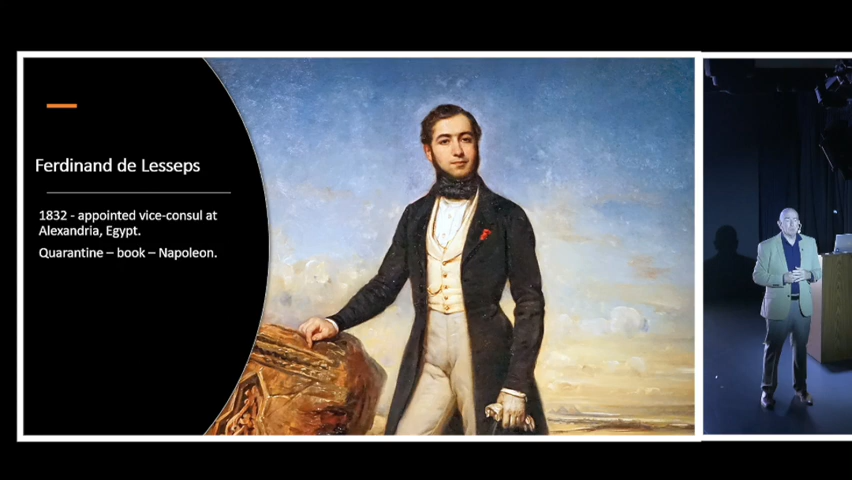 Ferdinand de Lesseps
1832 - appointed vice-consul at
Alexandria, Egypt.
Quarantine – book – Napoleon.